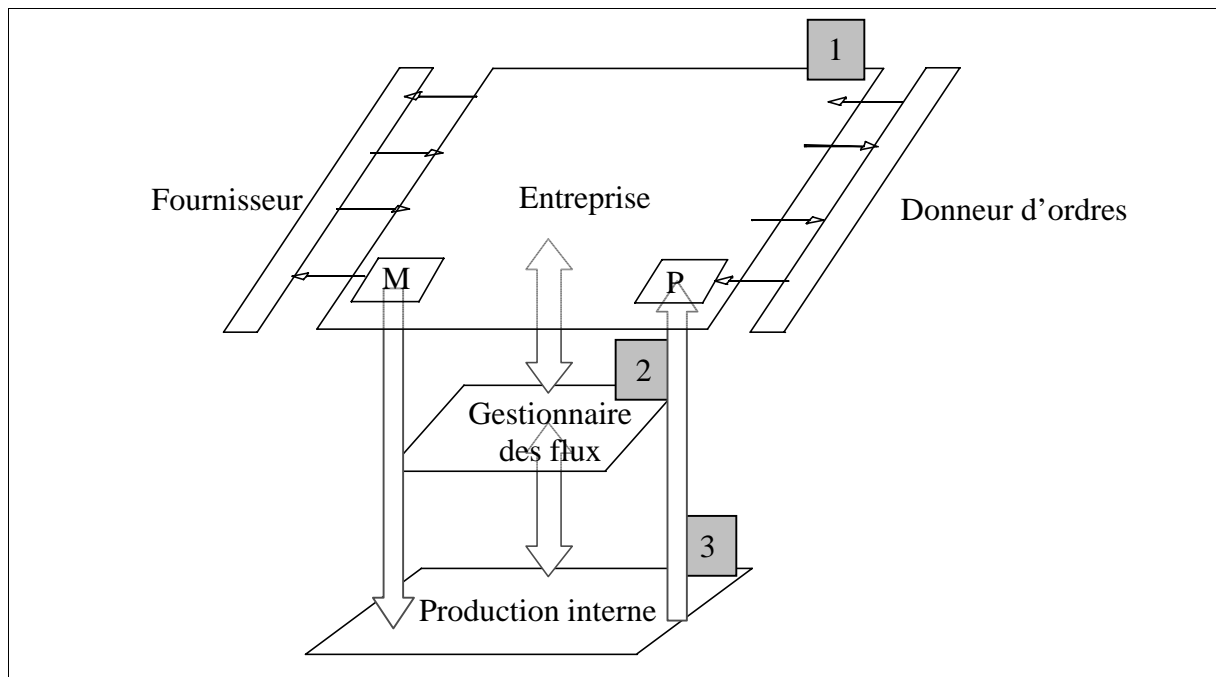 1
Fournisseur
Entreprise
Donneur d'ordres
M
P
2
Gestionnaire
des flux
3
Production interne